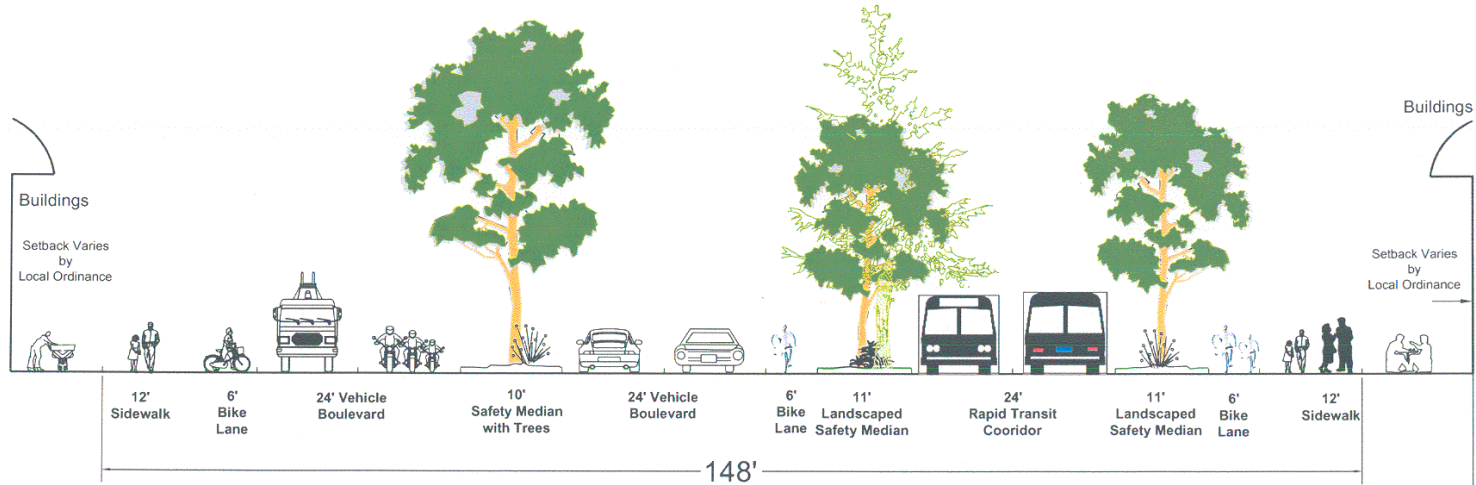 Buildings
Setback Varies
by
Local Ordinance
Buildings
Setback Varies
by
Local Ordinance
12'
Sidewalk
6'
Bike
Lane
24' Vehicle
Boulevard
10'
Safety Median
with Trees
24' Vehicle
Boulevard
6'
Bike
Lane
11'
Landscaped
Safety Median
24'
Rapid Transit
Cooridor
11'
Landscaped
Safety Median
6'
Bike
Lane
12'
Sidewalk
148'